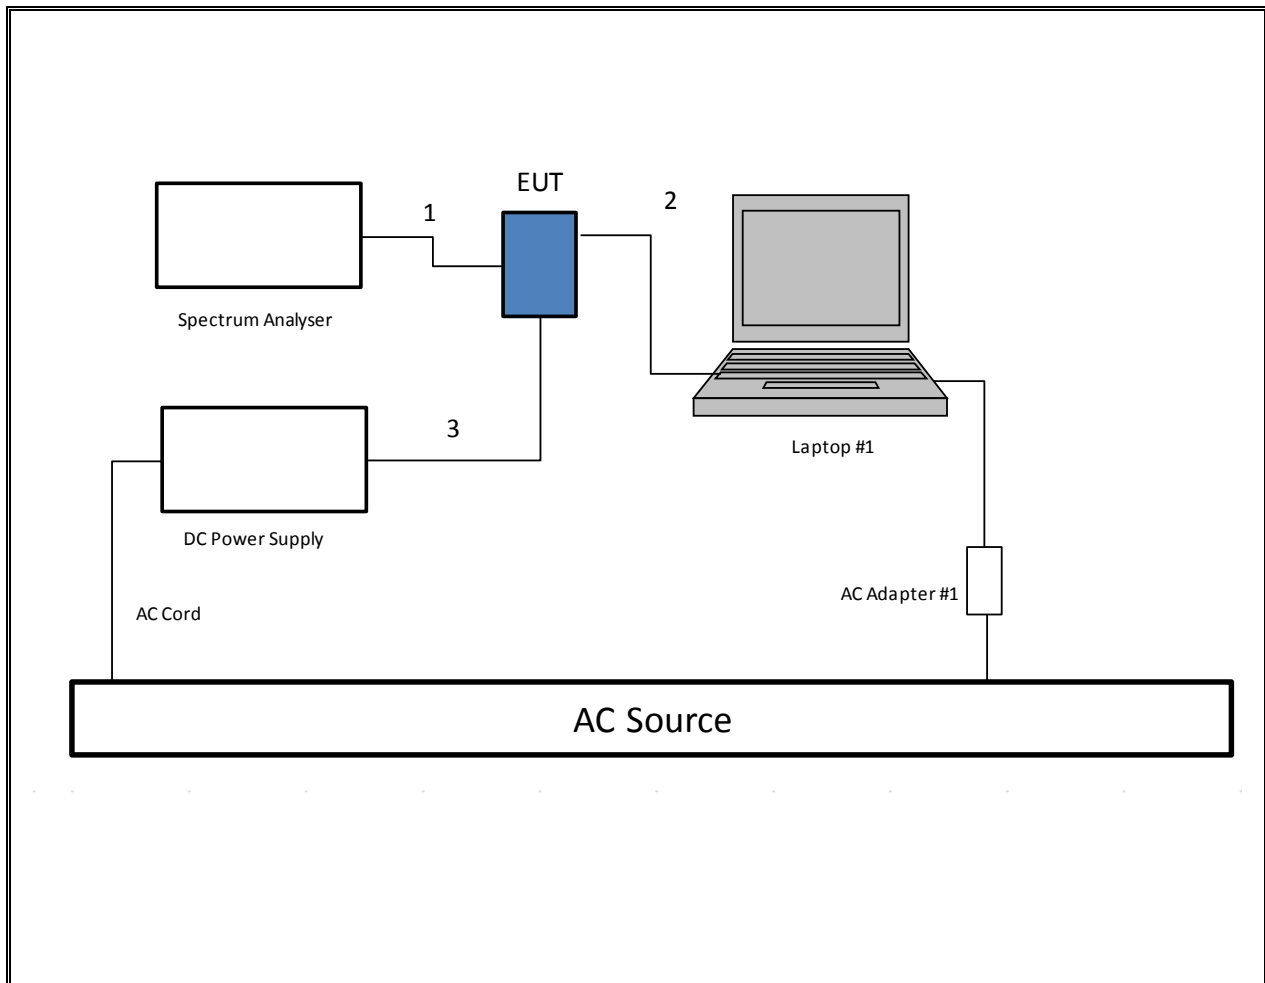 EUT
1
2
Spectrum Analyser
3
Laptop #1
DC Power Supply
AC Adapter #1
AC Cord
AC Source